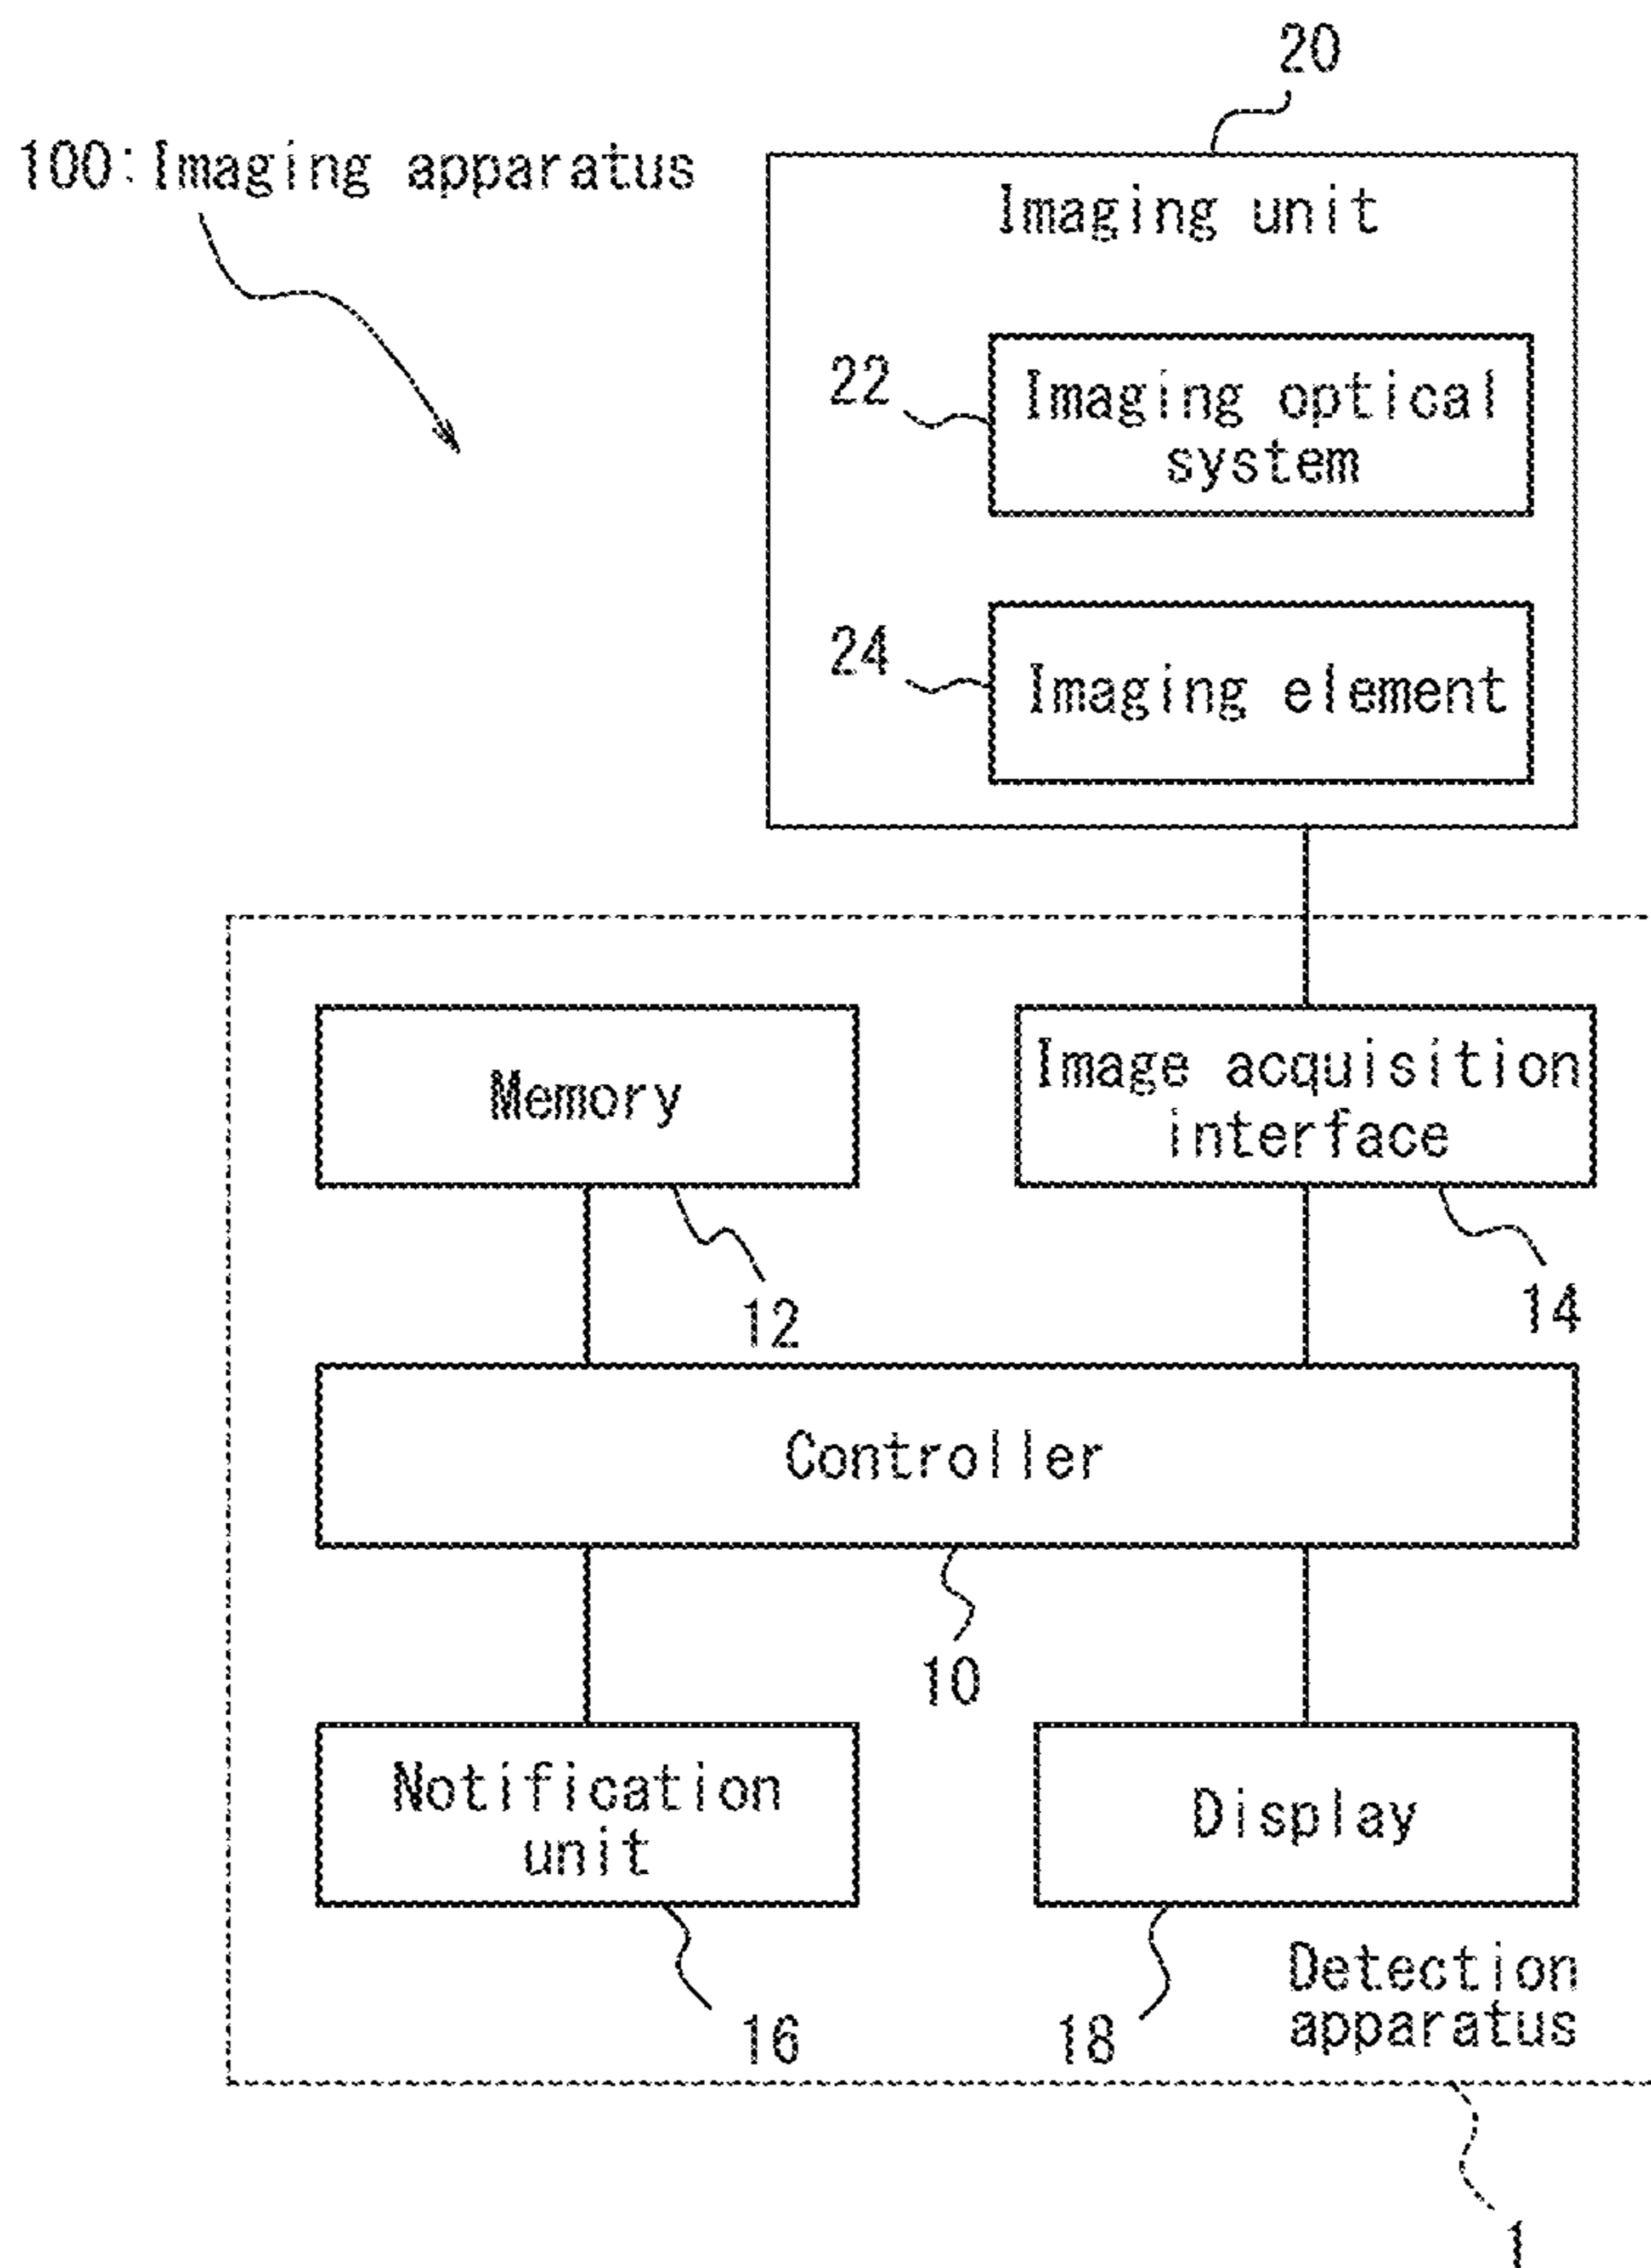 20
100:Imaging apparatus
Imaging unit
22
Imaging optical
system
24
Imaging element
Memory
Image acquisition
interface
12
14
Controller
10
Notification
unit
Display
16
18
Detection
apparatus
1